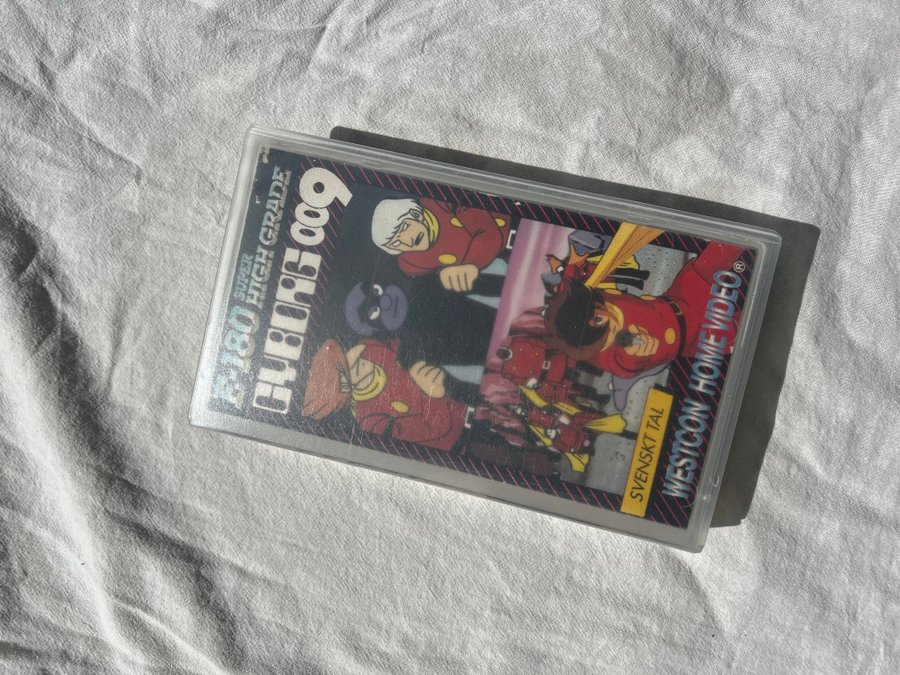 E-180 SUPER HIGH GRADE
CYBORG 009
SVENSKT TAL
WESTCON HOME VIDEO®